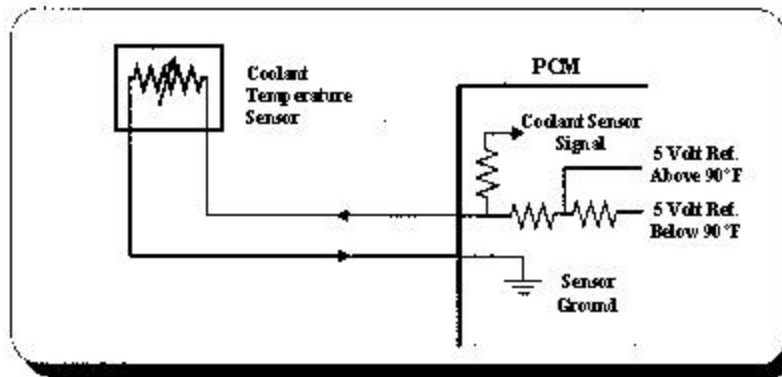 Coolant
Temperature
Sensor
PCM
Coolant Sensor
Signal
5 Volt Ref.
Above 90°F
5 Volt Ref.
Below 90°F
Sensor
Ground